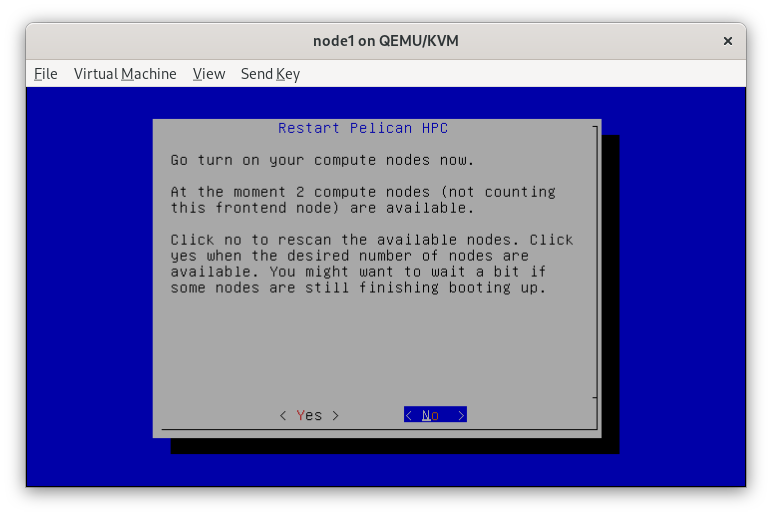 node1 on QEMU/KVM
File Virtual Machine View Send Key
Restart Pelican HPC
Go turn on your compute nodes now.
At the moment 2 compute nodes (not counting
this frontend node) are available.
Click no to rescan the available nodes. Click
yes when the desired number of nodes are
available. You might want to wait a bit if
some nodes are still finishing booting up.
< Yes > < No >